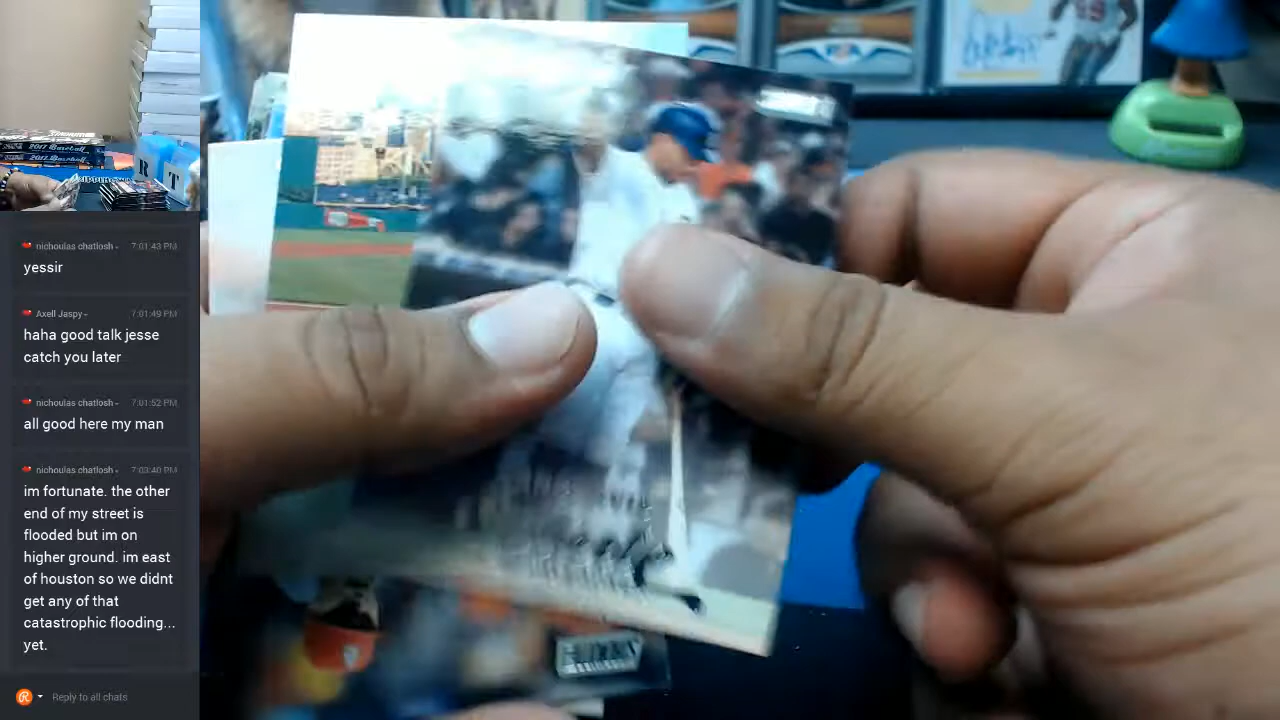 2017 Baseball
R
T
nichoulas chatlosh
7:01:43 PM
yessir
Axell Jaspy
7:01:49 PM
haha good talk jesse
catch you later
nichoulas chatlosh
7:01:52 PM
all good here my man
nichoulas chatlosh
7:03:40 PM
im fortunate. the other
end of my street is
flooded but im on
higher ground. im east
of houston so we didnt
get any of that
catastrophic flooding...
yet.
Reply to all chats